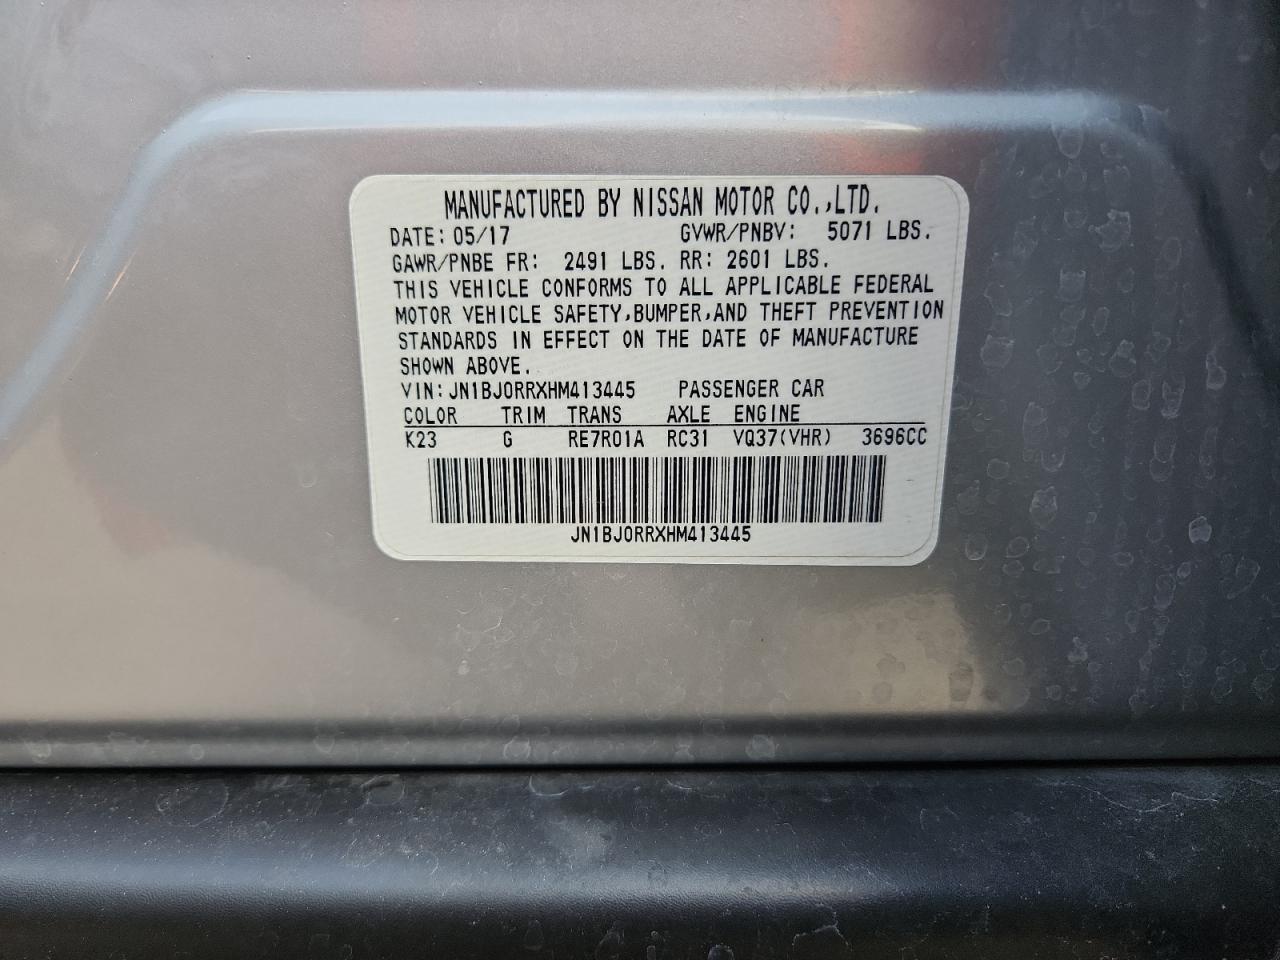 MANUFACTURED BY NISSAN MOTOR CO.,LTD.
DATE: 05/17 GVWR/PNBV: 5071 LBS.
GAWR/PNBE FR: 2491 LBS. RR: 2601 LBS.
THIS VEHICLE CONFORMS TO ALL APPLICABLE FEDERAL
MOTOR VEHICLE SAFETY,BUMPER,AND THEFT PREVENTION
STANDARDS IN EFFECT ON THE DATE OF MANUFACTURE
SHOWN ABOVE.
VIN:JN1BJ0RRXHM413445 PASSENGER CAR
COLOR TRIM TRANS AXLE ENGINE
K23 G RE7R01A RC31 VQ37(VHR) 3696CC
JN1BJ0RRXHM413445